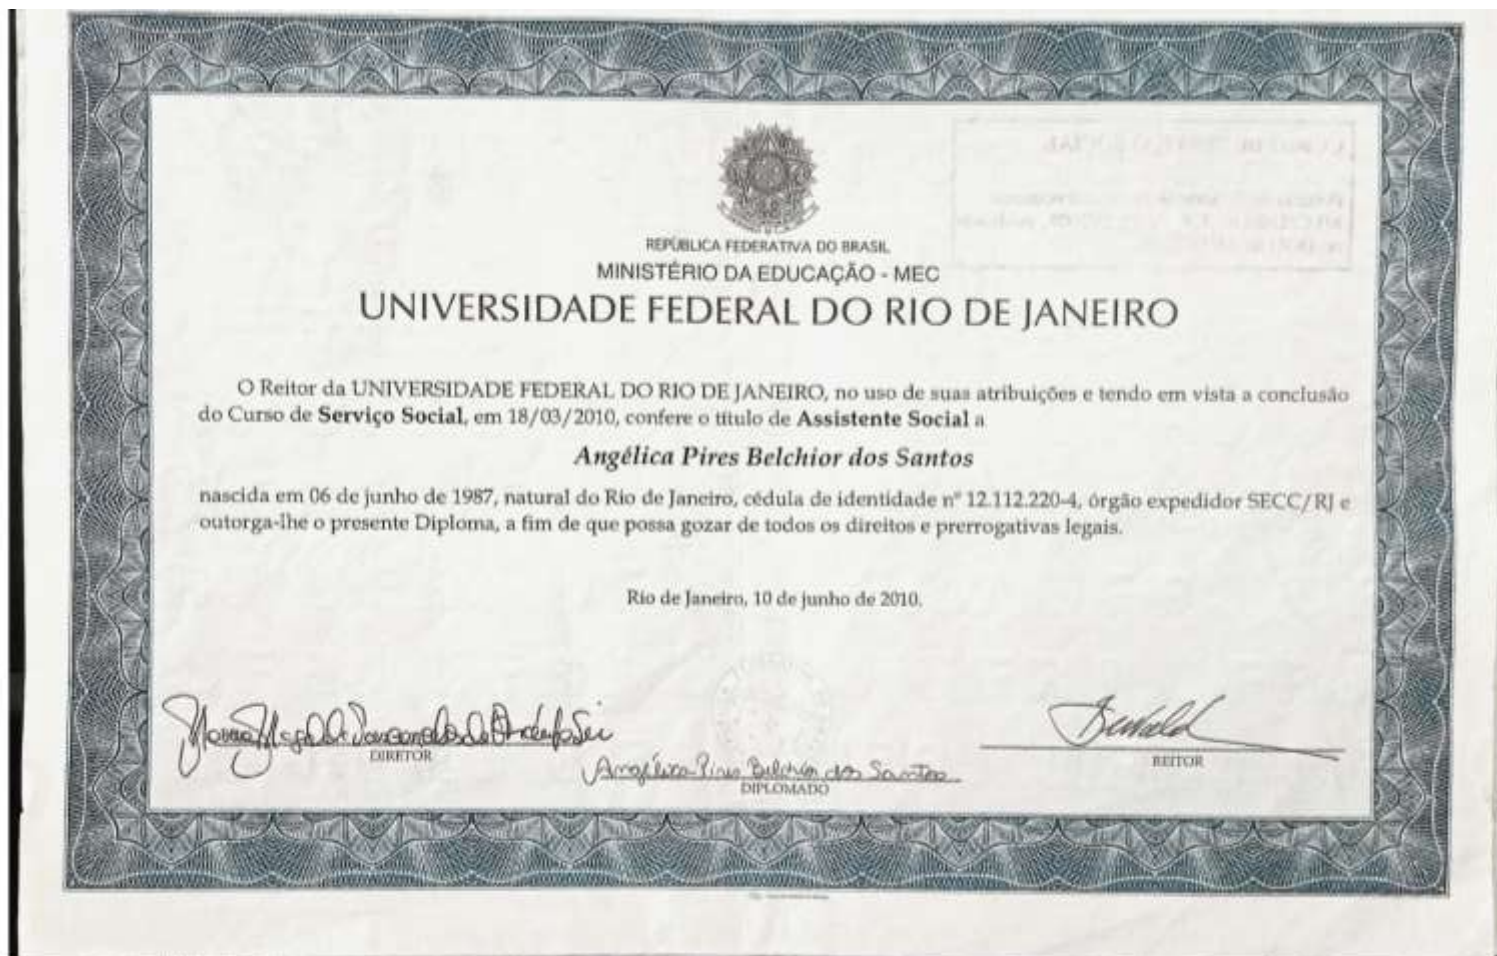 REPÚBLICA FEDERATIVA DO BRASIL
MINISTÉRIO DA EDUCAÇÃO - MEC
UNIVERSIDADE FEDERAL DO RIO DE JANEIRO
O Reitor da UNIVERSIDADE FEDERAL DO RIO DE JANEIRO, no uso de suas atribuições e tendo em vista a conclusão
do Curso de Serviço Social, em 18/03/2010, confere o título de Assistente Social a
Angélica Pires Belchior dos Santos
nascida em 06 de junho de 1987, natural do Rio de Janeiro, cédula de identidade nº 12.112.220-4, órgão expedidor SECC/RJ e
outorga-lhe o presente Diploma, a fim de que possa gozar de todos os direitos e prerrogativas legais.
Rio de Janeiro, 10 de junho de 2010.
DIRETOR
Angélica Pires Belchior dos Santos
DIPLOMADO
REITOR